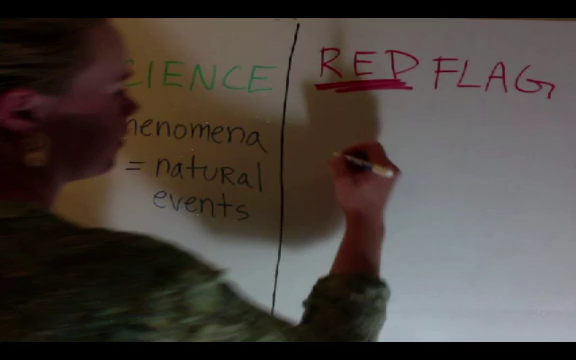 CIENCE
henomena
= natural
events
RED FLAG